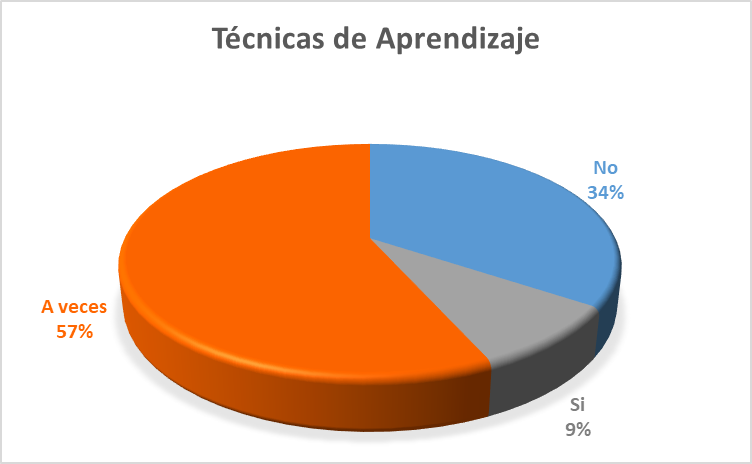 Técnicas de Aprendizaje
No
34%
A veces
57%
Si
9%